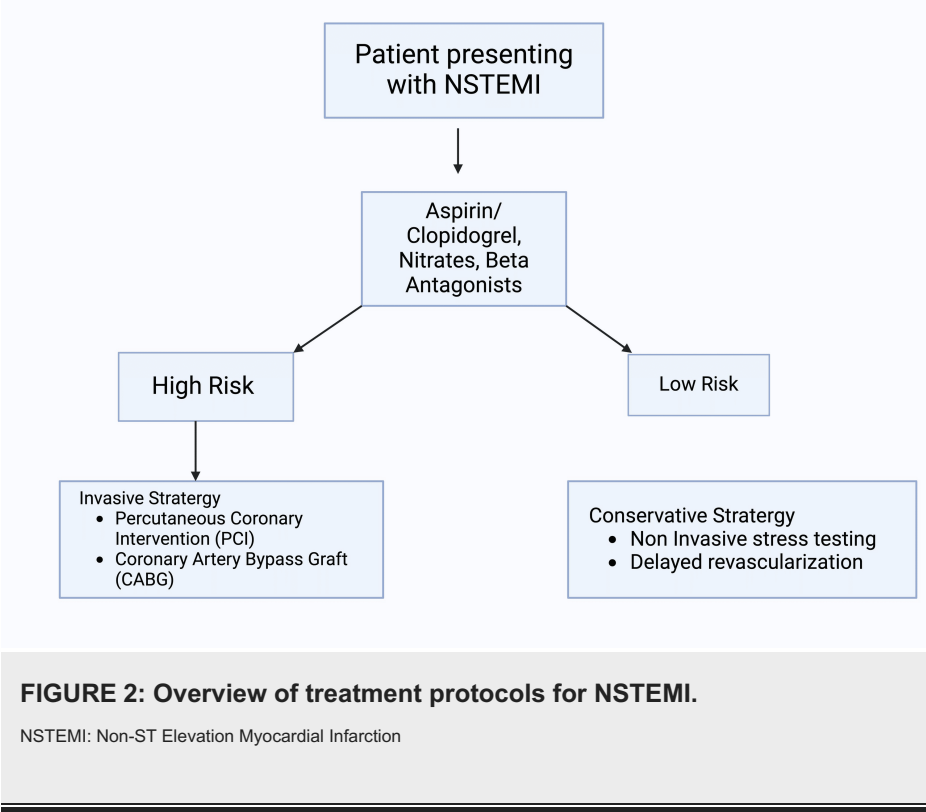 Patient presenting
with NSTEMI
Aspirin/
Clopidogrel,
Nitrates, Beta
Antagonists
High Risk
Low Risk
Invasive Stratergy
• Percutaneous Coronary
Intervention (PCI)
• Coronary Artery Bypass Graft
(CABG)
Conservative Stratergy
• Non Invasive stress testing
• Delayed revascularization
FIGURE 2: Overview of treatment protocols for NSTEMI.
NSTEMI: Non-ST Elevation Myocardial Infarction